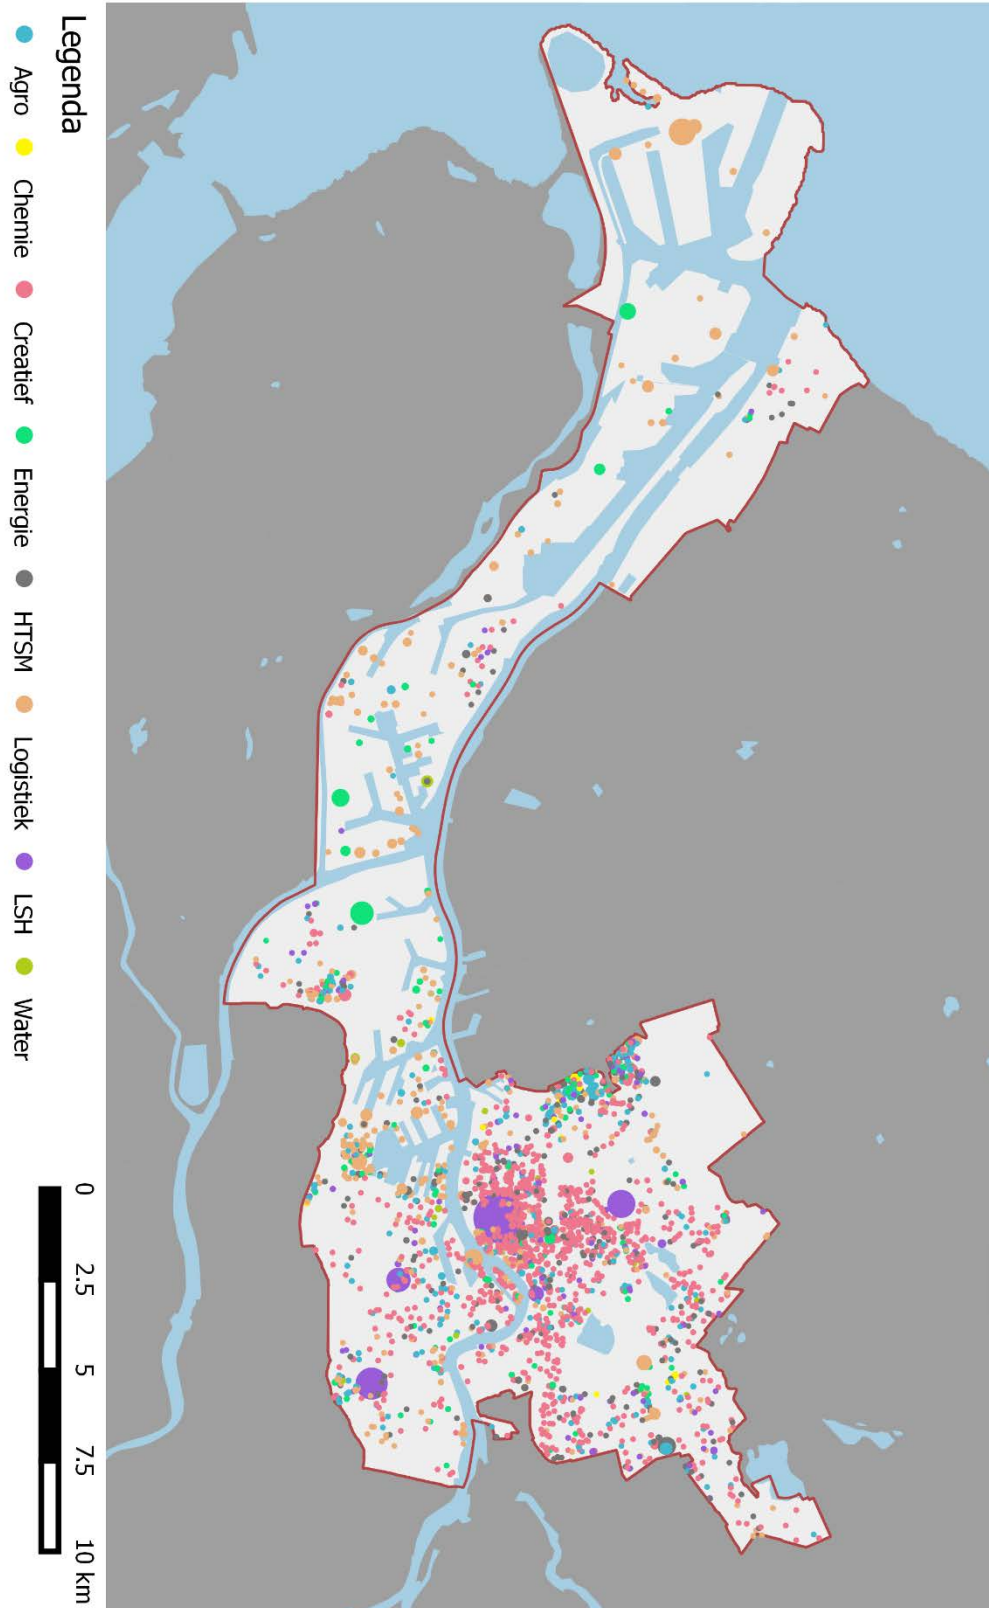 Legenda
Agro
Chemie
Creatief
Energie
HTSM
Logistiek
LSH
Water
0
2.5
5
7.5
10 km